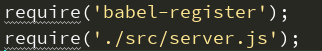 require('babel-register');
require('./src/server.js');